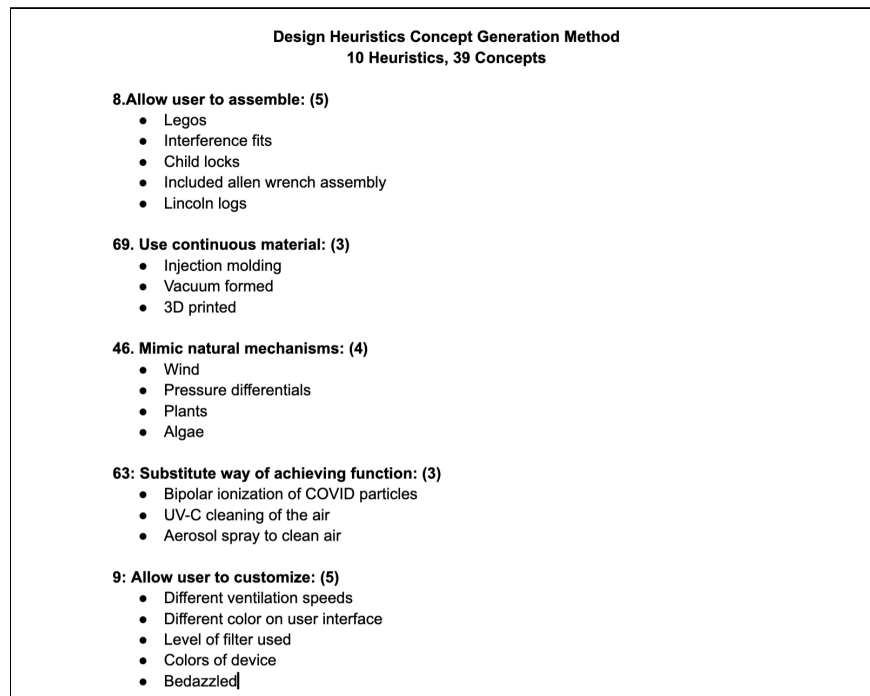 Design Heuristics Concept Generation Method
10 Heuristics, 39 Concepts
8.Allow user to assemble: (5)
● Legos
● Interference fits
● Child locks
● Included allen wrench assembly
● Lincoln logs
69. Use continuous material: (3)
● Injection molding
● Vacuum formed
● 3D printed
46. Mimic natural mechanisms: (4)
● Wind
● Pressure differentials
● Plants
● Algae
63: Substitute way of achieving function: (3)
● Bipolar ionization of COVID particles
● UV-C cleaning of the air
● Aerosol spray to clean air
9: Allow user to customize: (5)
● Different ventilation speeds
● Different color on user interface
● Level of filter used
● Colors of device
● Bedazzled